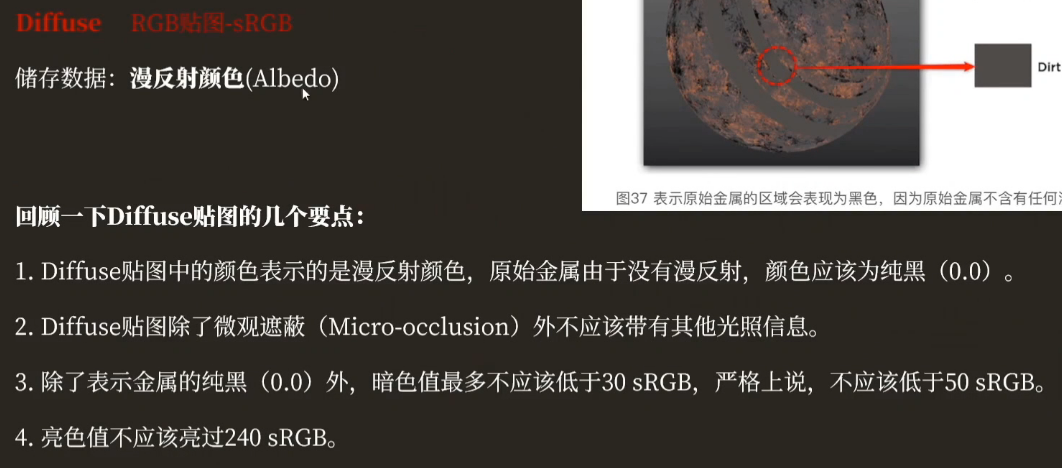 Diffuse RGB贴图-sRGB
储存数据：漫反射颜色(Albedo)
Dirt
图37 表示原始金属的区域会表现为黑色，因为原始金属不含有任何
回顾一下Diffuse贴图的几个要点：
1. Diffuse贴图中的颜色表示的是漫反射颜色，原始金属由于没有漫反射，颜色应该为纯黑（0.0）。
2. Diffuse贴图除了微观遮蔽（Micro-occlusion）外不应该带有其他光照信息。
3. 除了表示金属的纯黑（0.0）外，暗色值最多不应该低于30 sRGB，严格上说，不应该低于50 sRGB。
4. 亮色值不应该亮过240 sRGB。